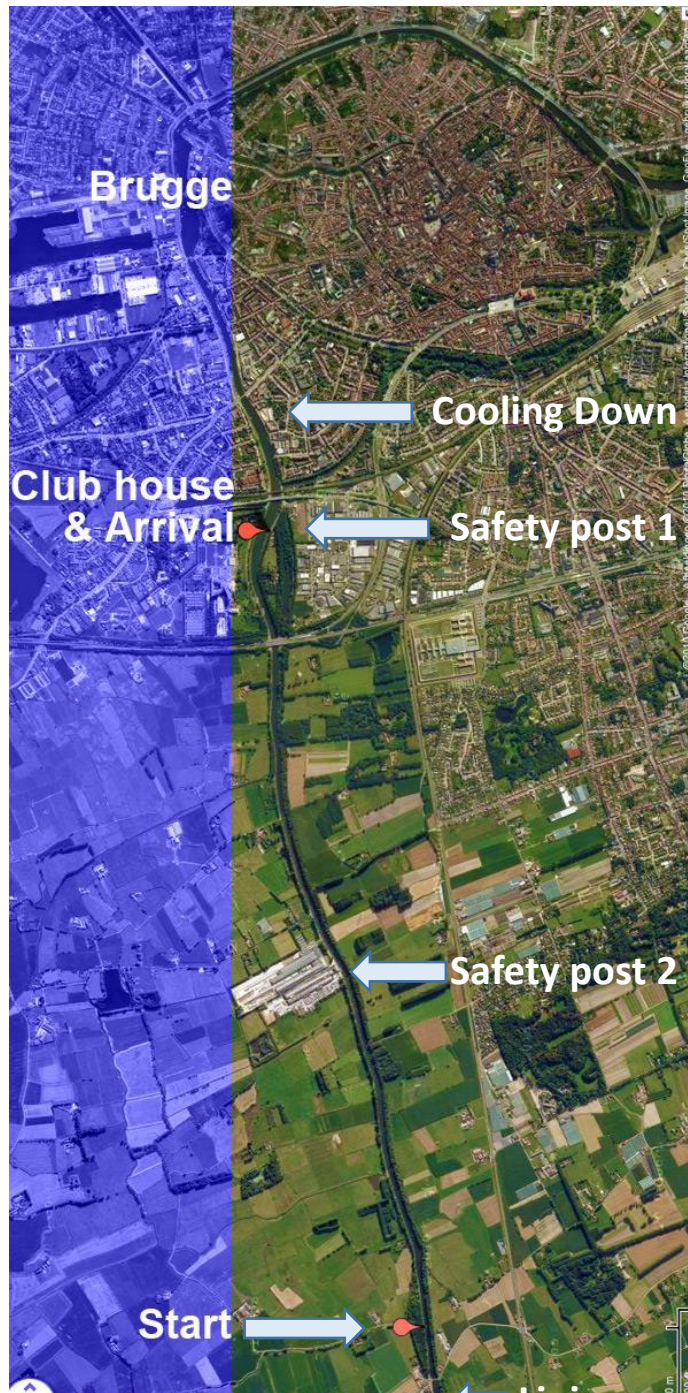 Brugge
Cooling Down
Club house
& Arrival
Safety post 1
Safety post 2
Start